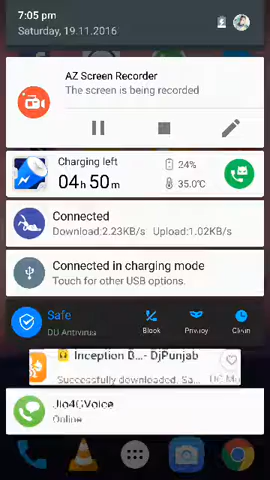 7:05 pm
Saturday, 19.11.2016
AZ Screen Recorder
The screen is being recorded
Charging left
04h 50m
24%
35.0°C
Connected
Download:2.23KB/s Upload:1.02KB/s
Connected in charging mode
Touch for other USB options.
Safe
DU Antivirus
Book
Privacy
Clean
Inception D...- DjPunjab
Successfully downloaded. Sa...
Jio4GVoice
Online